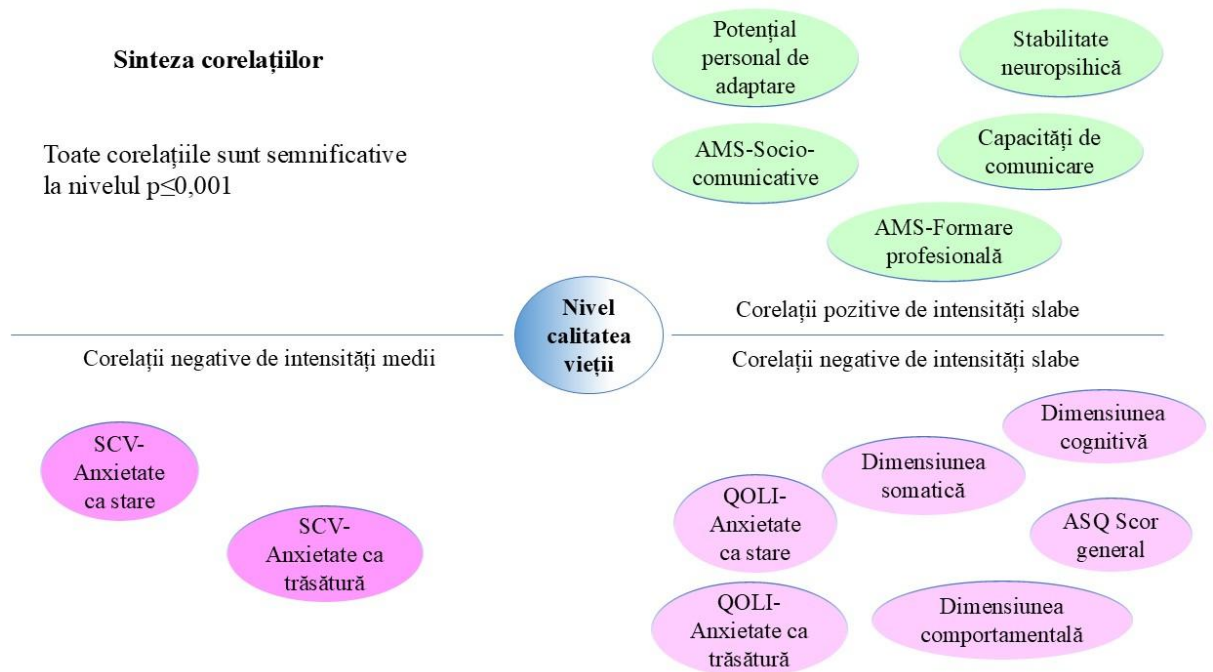 Sinteza corelațiilor
Toate corelațiile sunt semnificative
la nivelul p≤0,001
Potențial
personal de
adaptare
Stabilitate
neuropsihică
AMS-Socio-
comunicative
Capacități de
comunicare
AMS-Formare
profesională
Nivel
calitatea
vieții
Corelații pozitive de intensități slabe
Corelații negative de intensități medii
Corelații negative de intensități slabe
SCV-
Anxietate
ca stare
SCV-
Anxietate ca
trăsătură
Dimensiunea
cognitivă
Dimensiunea
somatică
QOLI-
Anxietate
ca stare
ASQ Scor
general
QOLI-
Anxietate ca
trăsătură
Dimensiunea
comportamentală